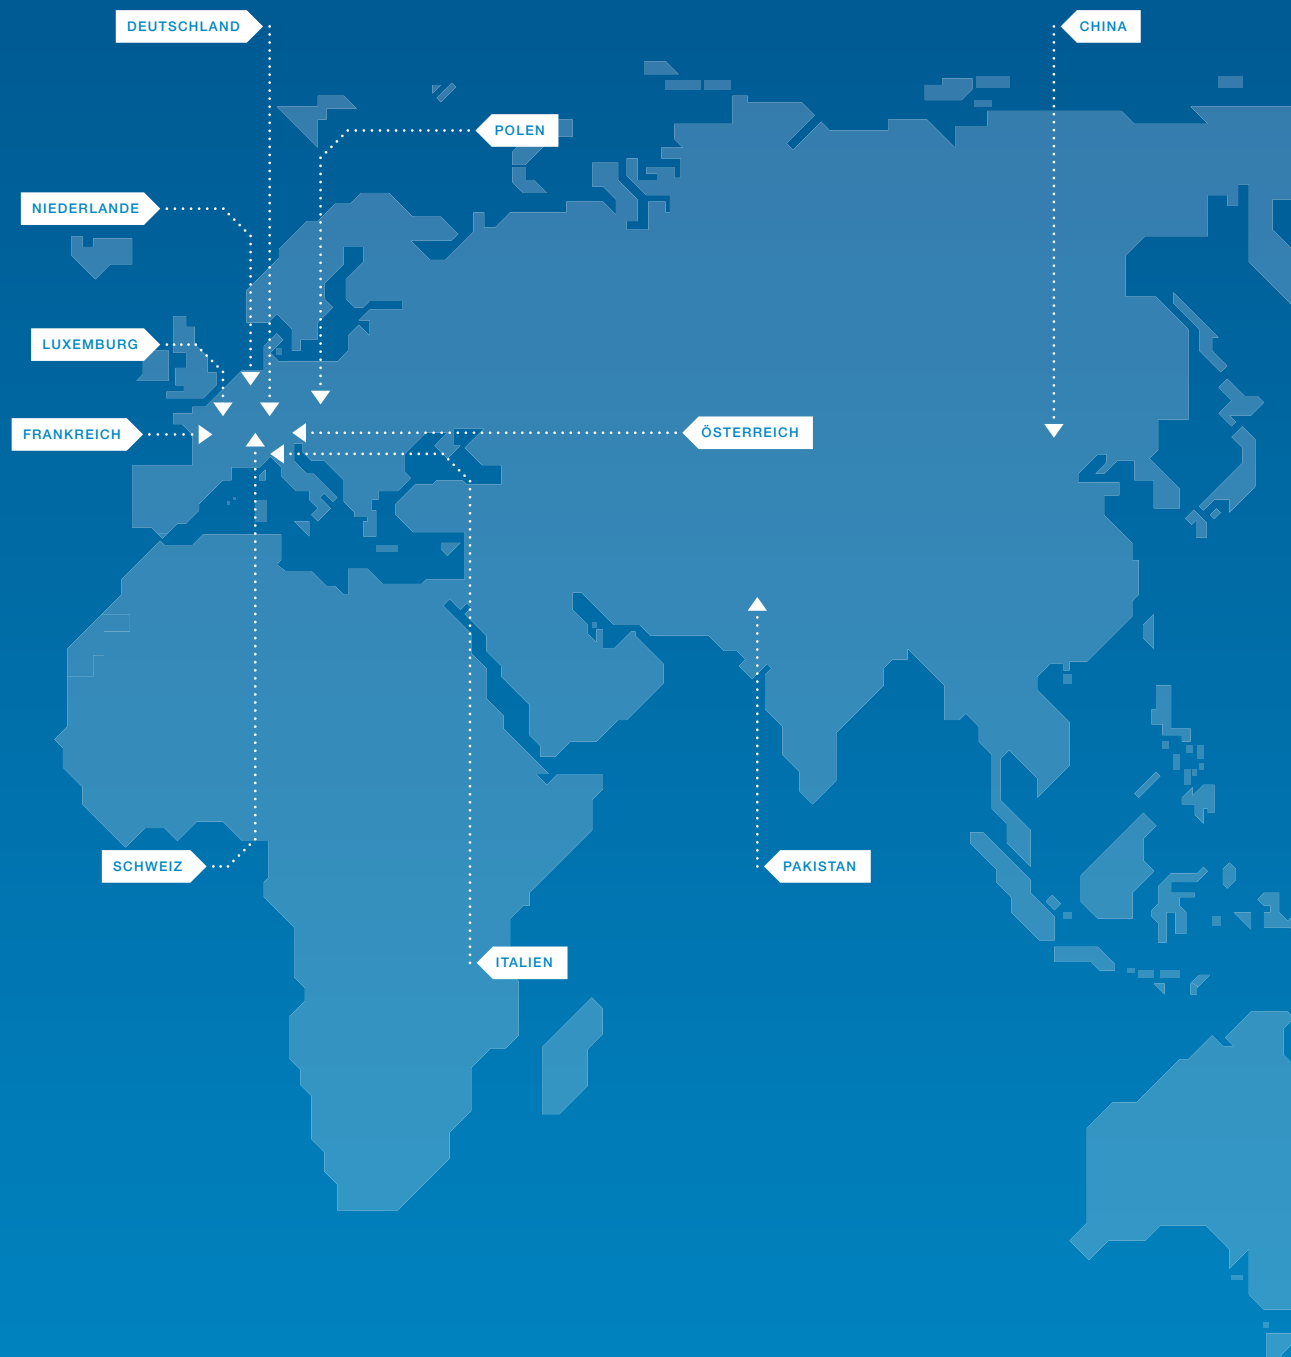 DEUTSCHLAND
CHINA
POLEN
NIEDERLANDE
LUXEMBURG
FRANKREICH
ÖSTERREICH
SCHWEIZ
PAKISTAN
ITALIEN